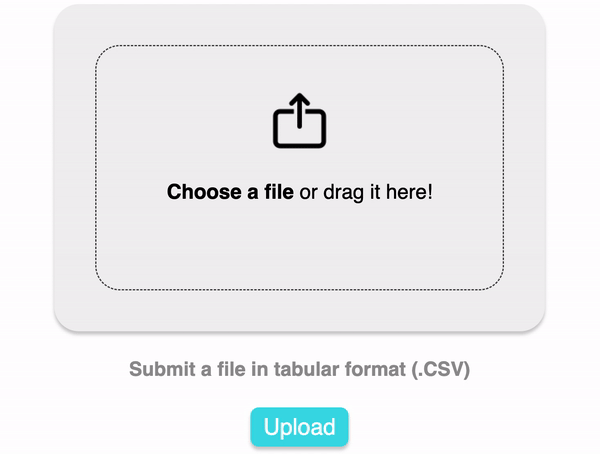 Choose a file or drag it here!
Submit a file in tabular format (.CSV)
Upload